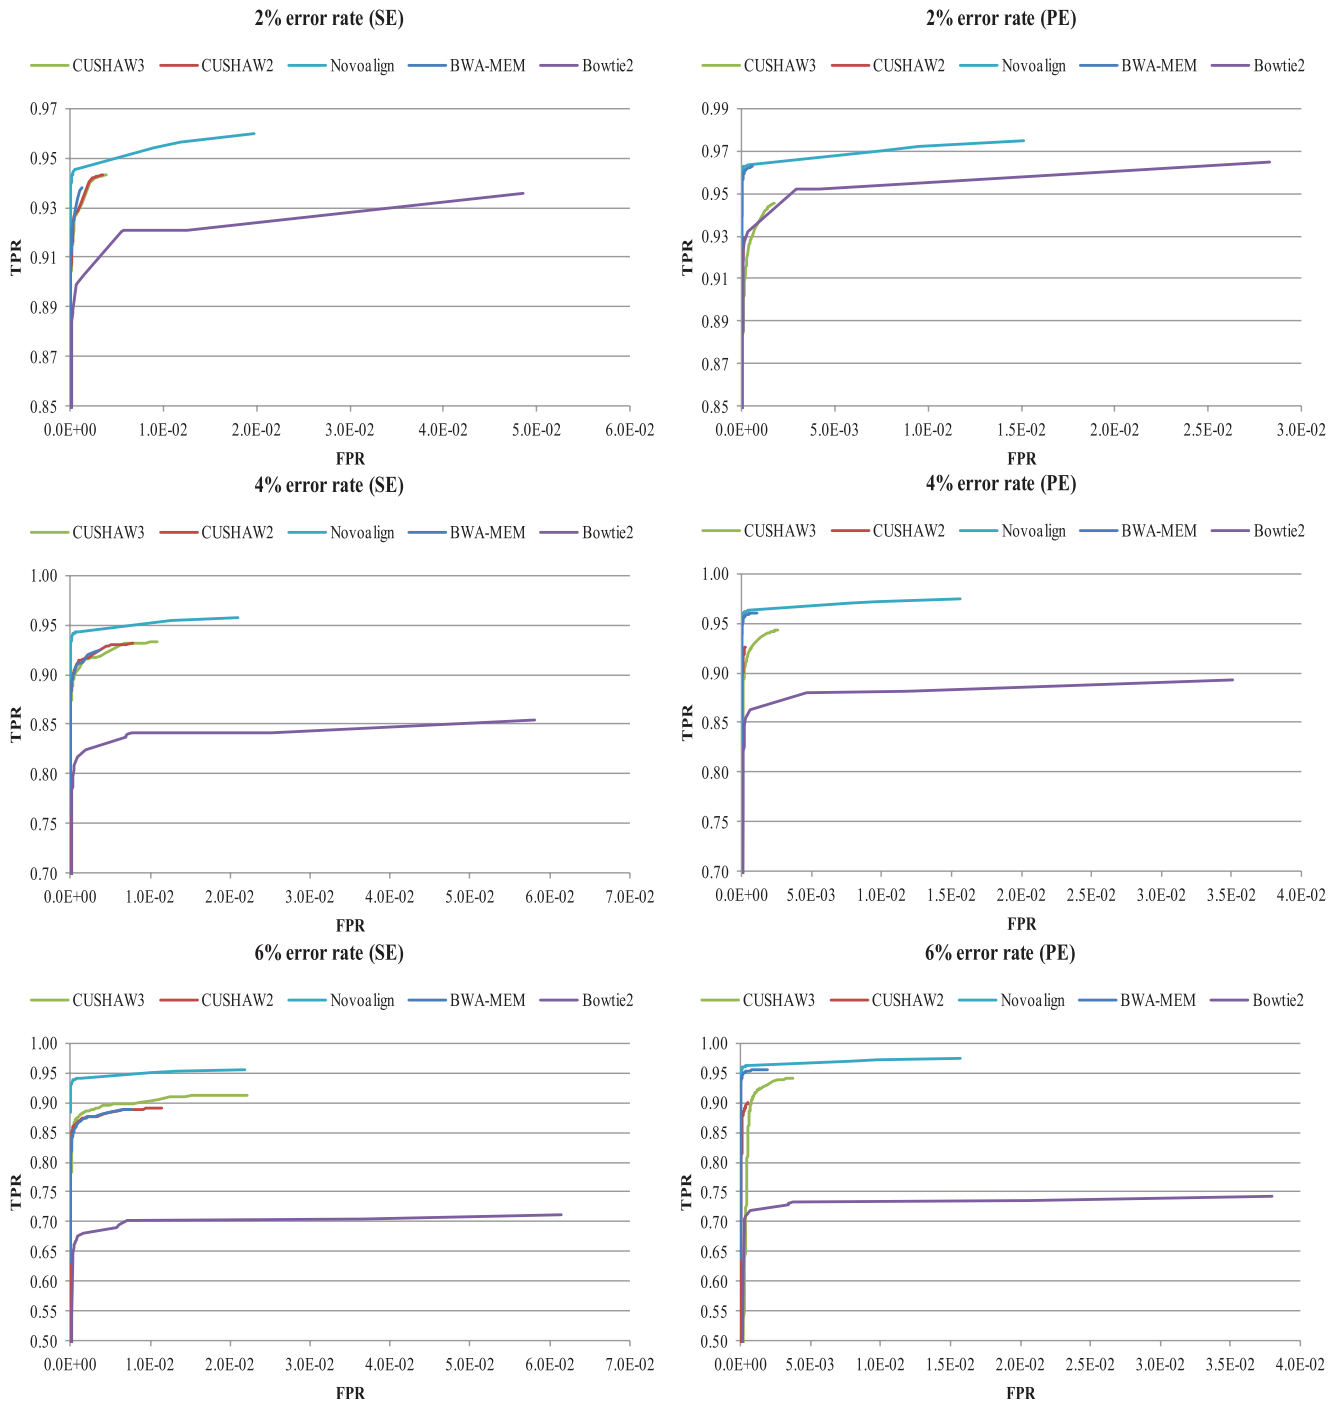 2% error rate (SE)
CUSHAW3 CUSHAW2 Novoalign BWA-MEM Bowtie2
0.97
0.95
0.93
0.91
0.89
0.87
0.85
TPR
0.0E+00 1.0E-02 2.0E-02 3.0E-02 4.0E-02 5.0E-02 6.0E-02
FPR
2% error rate (PE)
CUSHAW3 CUSHAW2 Novoalign BWA-MEM Bowtie2
0.99
0.97
0.95
0.93
0.91
0.89
0.87
0.85
TPR
0.0E+00 5.0E-03 1.0E-02 1.5E-02 2.0E-02 2.5E-02 3.0E-02
FPR
4% error rate (SE)
CUSHAW3 CUSHAW2 Novoalign BWA-MEM Bowtie2
1.00
0.95
0.90
0.85
0.80
0.75
0.70
TPR
0.0E+00 1.0E-02 2.0E-02 3.0E-02 4.0E-02 5.0E-02 6.0E-02 7.0E-02
FPR
4% error rate (PE)
CUSHAW3 CUSHAW2 Novoalign BWA-MEM Bowtie2
1.00
0.95
0.90
0.85
0.80
0.75
0.70
TPR
0.0E+00 5.0E-03 1.0E-02 1.5E-02 2.0E-02 2.5E-02 3.0E-02 3.5E-02 4.0E-02
FPR
6% error rate (SE)
CUSHAW3 CUSHAW2 Novoalign BWA-MEM Bowtie2
1.00
0.95
0.90
0.85
0.80
0.75
0.70
0.65
0.60
0.55
0.50
TPR
0.0E+00 1.0E-02 2.0E-02 3.0E-02 4.0E-02 5.0E-02 6.0E-02 7.0E-02
FPR
6% error rate (PE)
CUSHAW3 CUSHAW2 Novoalign BWA-MEM Bowtie2
1.00
0.95
0.90
0.85
0.80
0.75
0.70
0.65
0.60
0.55
0.50
TPR
0.0E+00 5.0E-03 1.0E-02 1.5E-02 2.0E-02 2.5E-02 3.0E-02 3.5E-02 4.0E-02
FPR